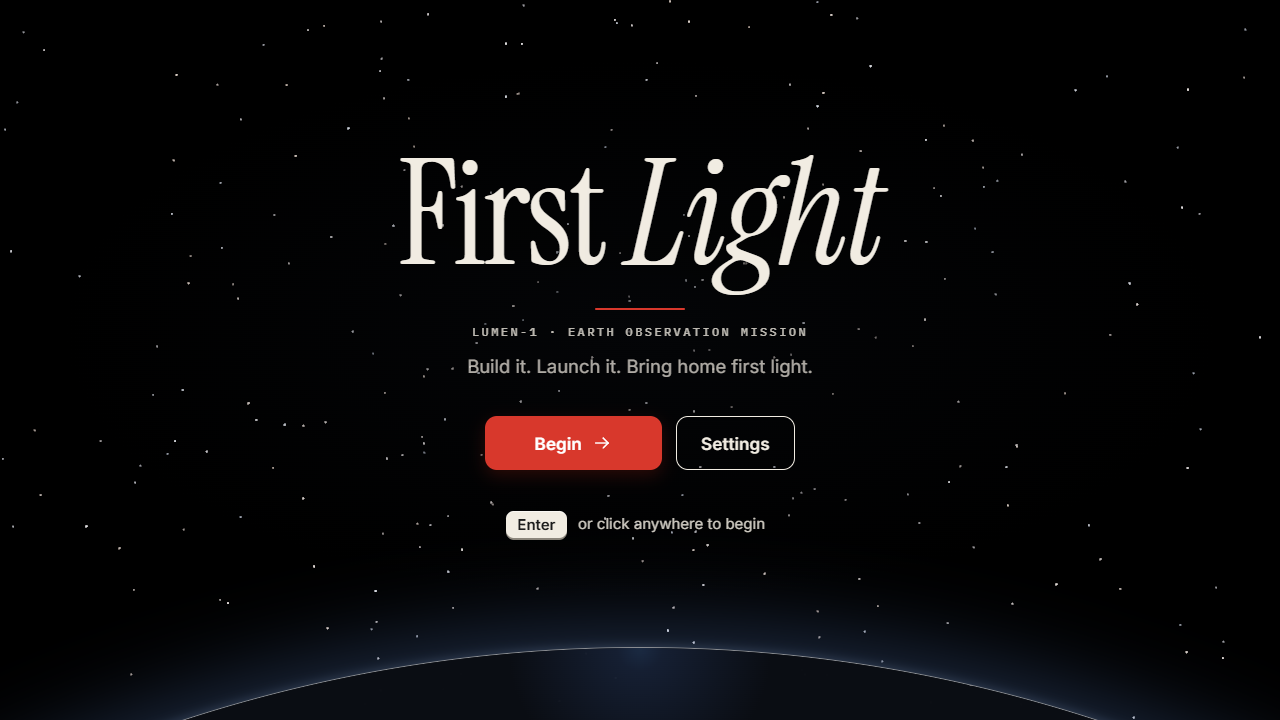 First Light
LUMEN-1 · EARTH OBSERVATION MISSION
Build it. Launch it. Bring home first light.
Begin → Settings
Enter or click anywhere to begin